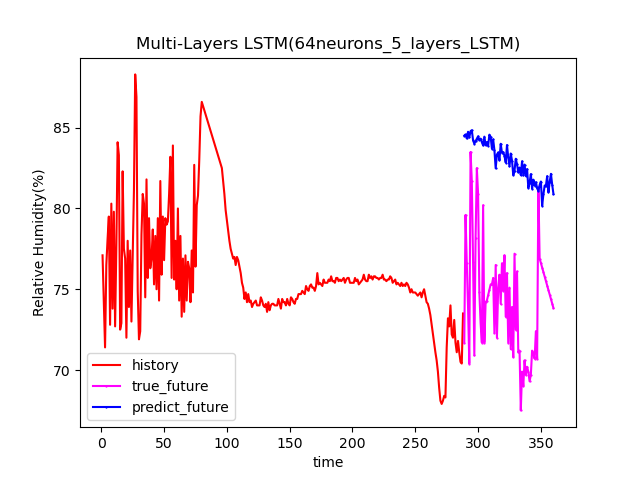 Multi-Layers LSTM(64neurons_5_layers_LSTM)
Relative Humidity(%)
85
80
75
70
history
true_future
predict_future
0 50 100 150 200 250 300 350
time